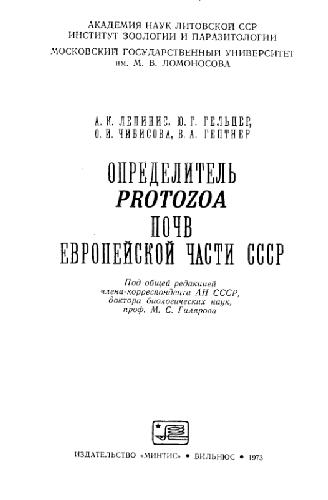 АКАДЕМИЯ НАУК ЛИТОВСКОЙ ССР
ИНСТИТУТ ЗООЛОГИИ И ПАРАЗИТОЛОГИИ
МОСКОВСКИЙ ГОСУДАРСТВЕННЫЙ УНИВЕРСИТЕТ
им. М. В. ЛОМОНОСОВА
А. И. ЛЕПИНИС, Ю. Г. ГЕЛЬЦЕР,
О. И. ЧИБИСОВА, В. А. ГЕПТНЕР
ОПРЕДЕЛИТЕЛЬ
PROTOZOA
ПОЧВ
ЕВРОПЕЙСКОЙ ЧАСТИ СССР
Под общей редакцией
члена-корреспондента АН СССР,
доктора биологических наук,
проф. М. С. Гилярова
ИЗДАТЕЛЬСТВО «МИНТИС» • ВИЛЬНЮС • 1973